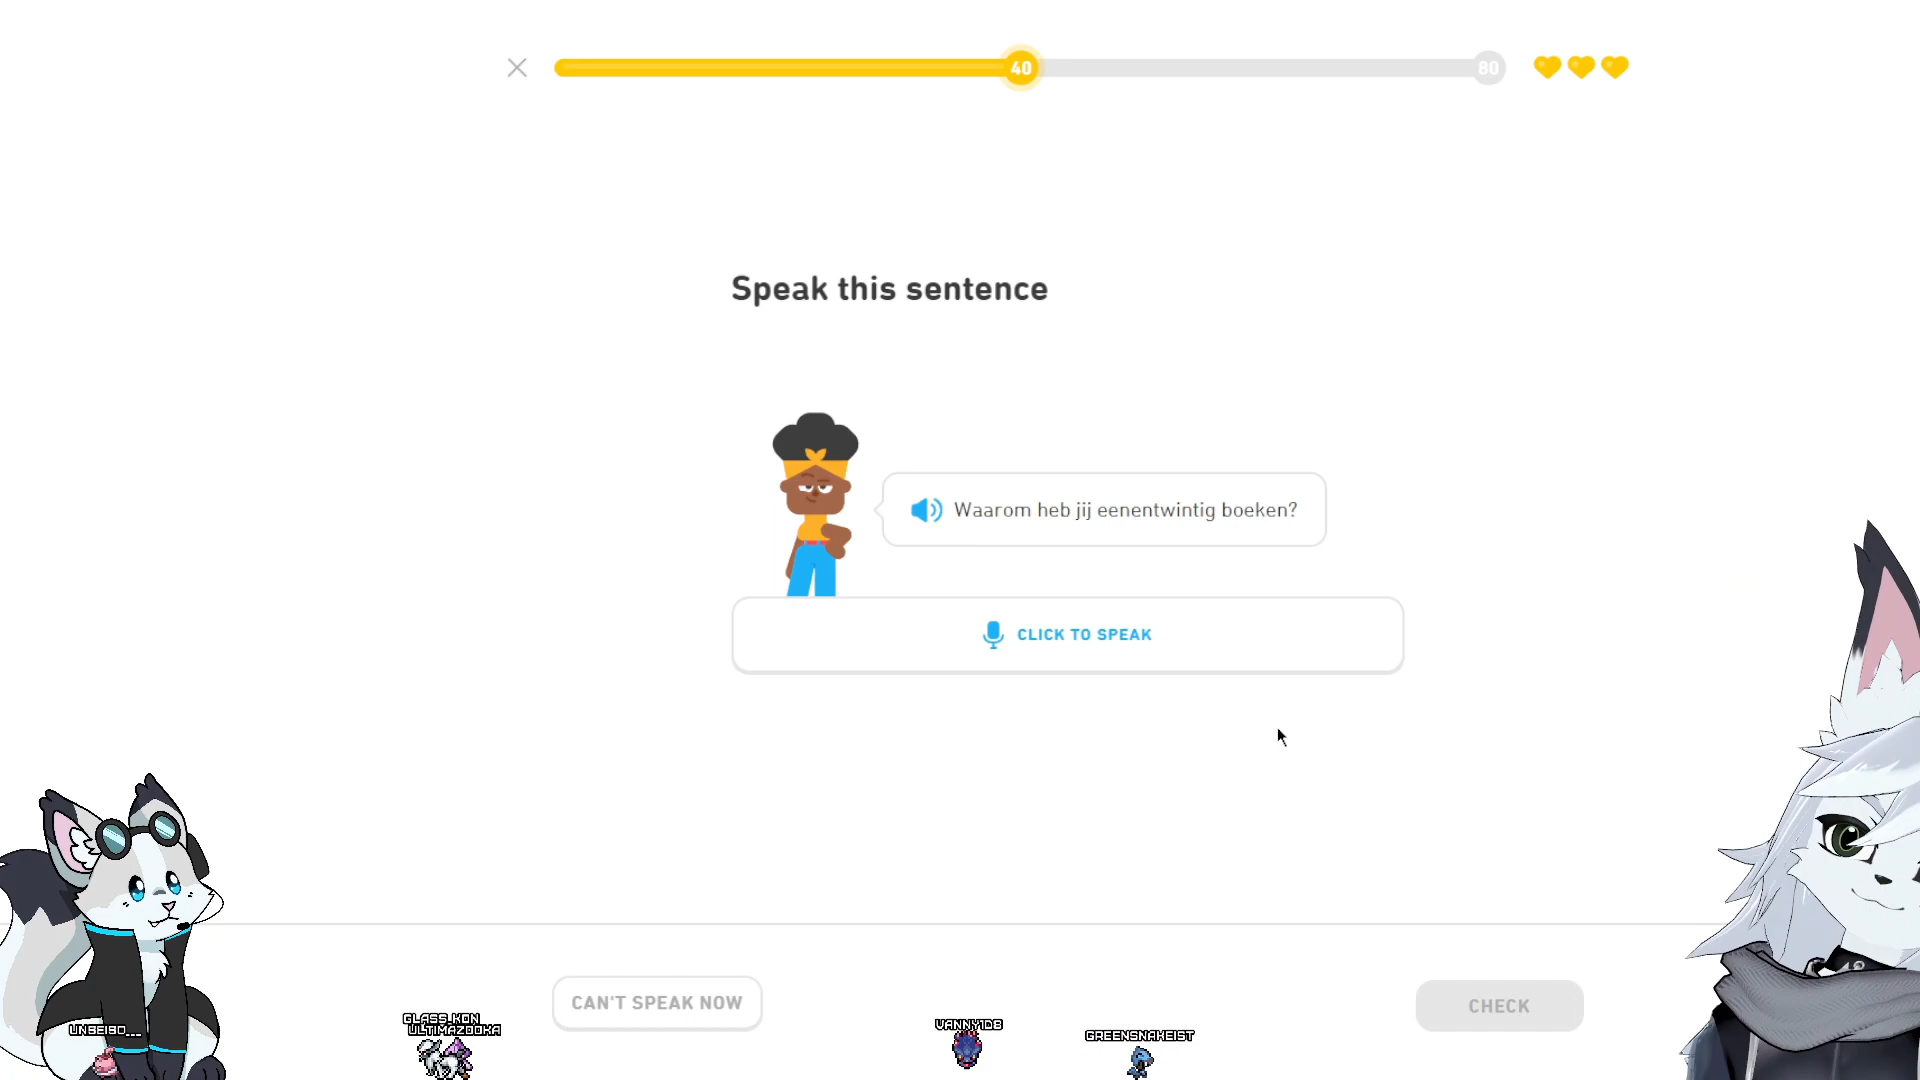 40
80
Speak this sentence
Waarom heb jij eenentwintig boeken?
CLICK TO SPEAK
CAN'T SPEAK NOW
CHECK
GLASS_KON
ULTIMAZOOKA
VANNY1DB
GREENSNAKEIST